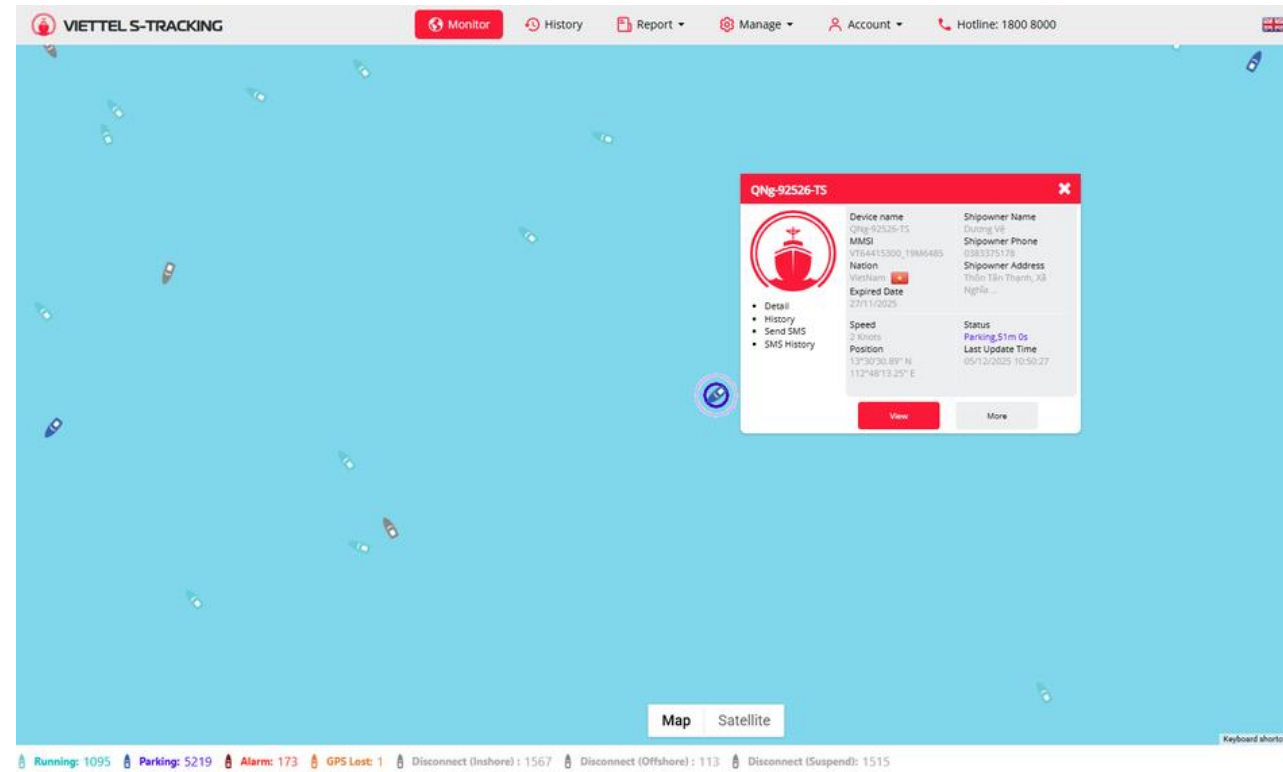 VIETTEL S-TRACKING
Monitor
History
Report
Manage
Account
Hotline: 1800 8000
QNg-92526-TS
Device name
QNg-92526-TS
MMSI
VT64415300_19M6485
Nation
VietNam
Expired Date
27/11/2025
Shipowner Name
Dương Vẽ
Shipowner Phone
0383375178
Shipowner Address
Thôn Tân Thạnh, Xã
Nghĩa ...
Detail
History
Send SMS
SMS History
Speed
2 Knots
Position
13°30'30.89" N
112°48'13.25" E
Status
Parking,51m 0s
Last Update Time
05/12/2025 10:50:27
View
More
Map
Satellite
Keyboard shorto
Running: 1095
Parking: 5219
Alarm: 173
GPS Lost: 1
Disconnect (Inshore) : 1567
Disconnect (Offshore) : 113
Disconnect (Suspend): 1515